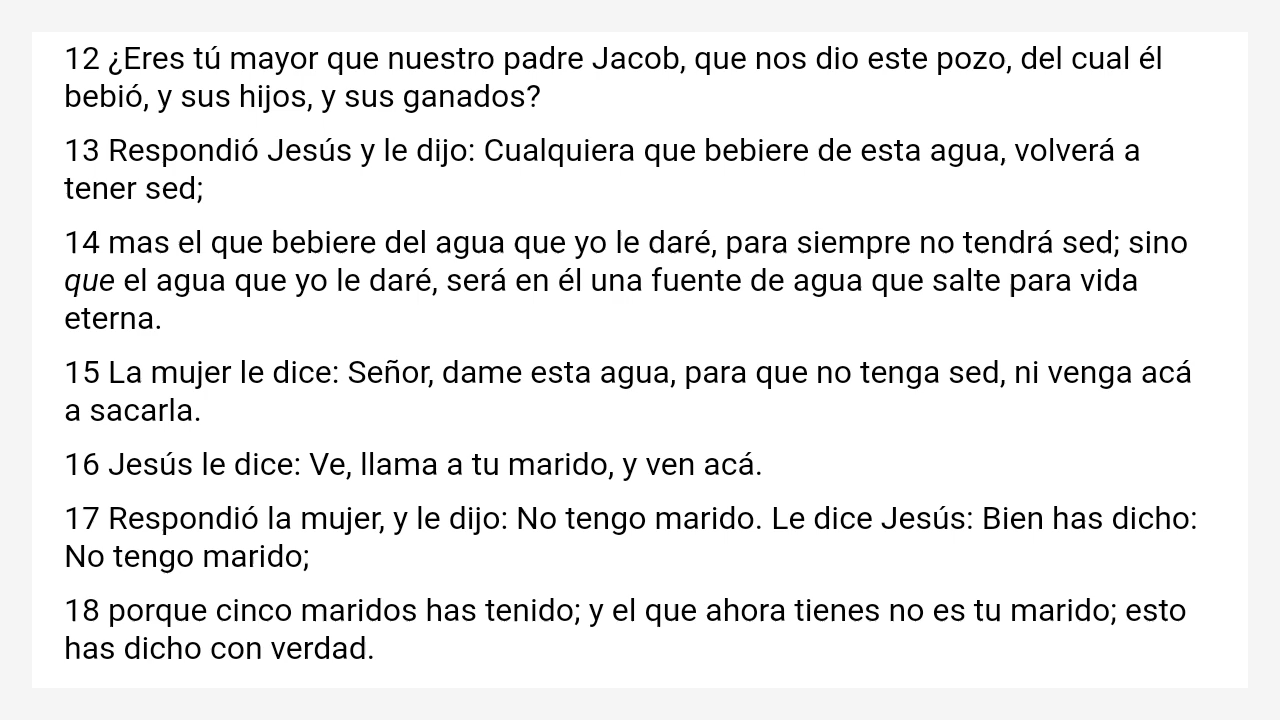 12 ¿Eres tú mayor que nuestro padre Jacob, que nos dio este pozo, del cual él
bebió, y sus hijos, y sus ganados?
13 Respondió Jesús y le dijo: Cualquiera que bebiere de esta agua, volverá a
tener sed;
14 mas el que bebiere del agua que yo le daré, para siempre no tendrá sed; sino
que el agua que yo le daré, será en él una fuente de agua que salte para vida
eterna.
15 La mujer le dice: Señor, dame esta agua, para que no tenga sed, ni venga acá
a sacarla.
16 Jesús le dice: Ve, llama a tu marido, y ven acá.
17 Respondió la mujer, y le dijo: No tengo marido. Le dice Jesús: Bien has dicho:
No tengo marido;
18 porque cinco maridos has tenido; y el que ahora tienes no es tu marido; esto
has dicho con verdad.